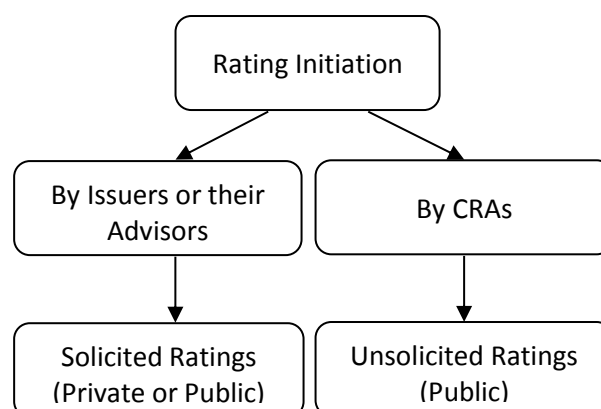 Rating Initiation
By Issuers or their
Advisors
By CRAs
Solicited Ratings
(Private or Public)
Unsolicited Ratings
(Public)